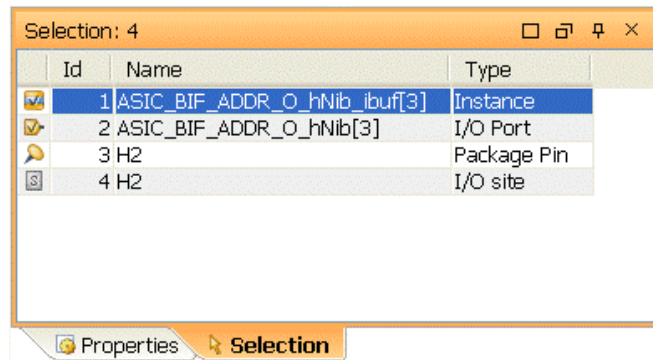 Selection: 4
Id Name Type
1 ASIC_BIF_ADDR_O_hNib_ibuf[3] Instance
2 ASIC_BIF_ADDR_O_hNib[3] I/O Port
3 H2 Package Pin
S 4 H2 I/O site
Properties Selection